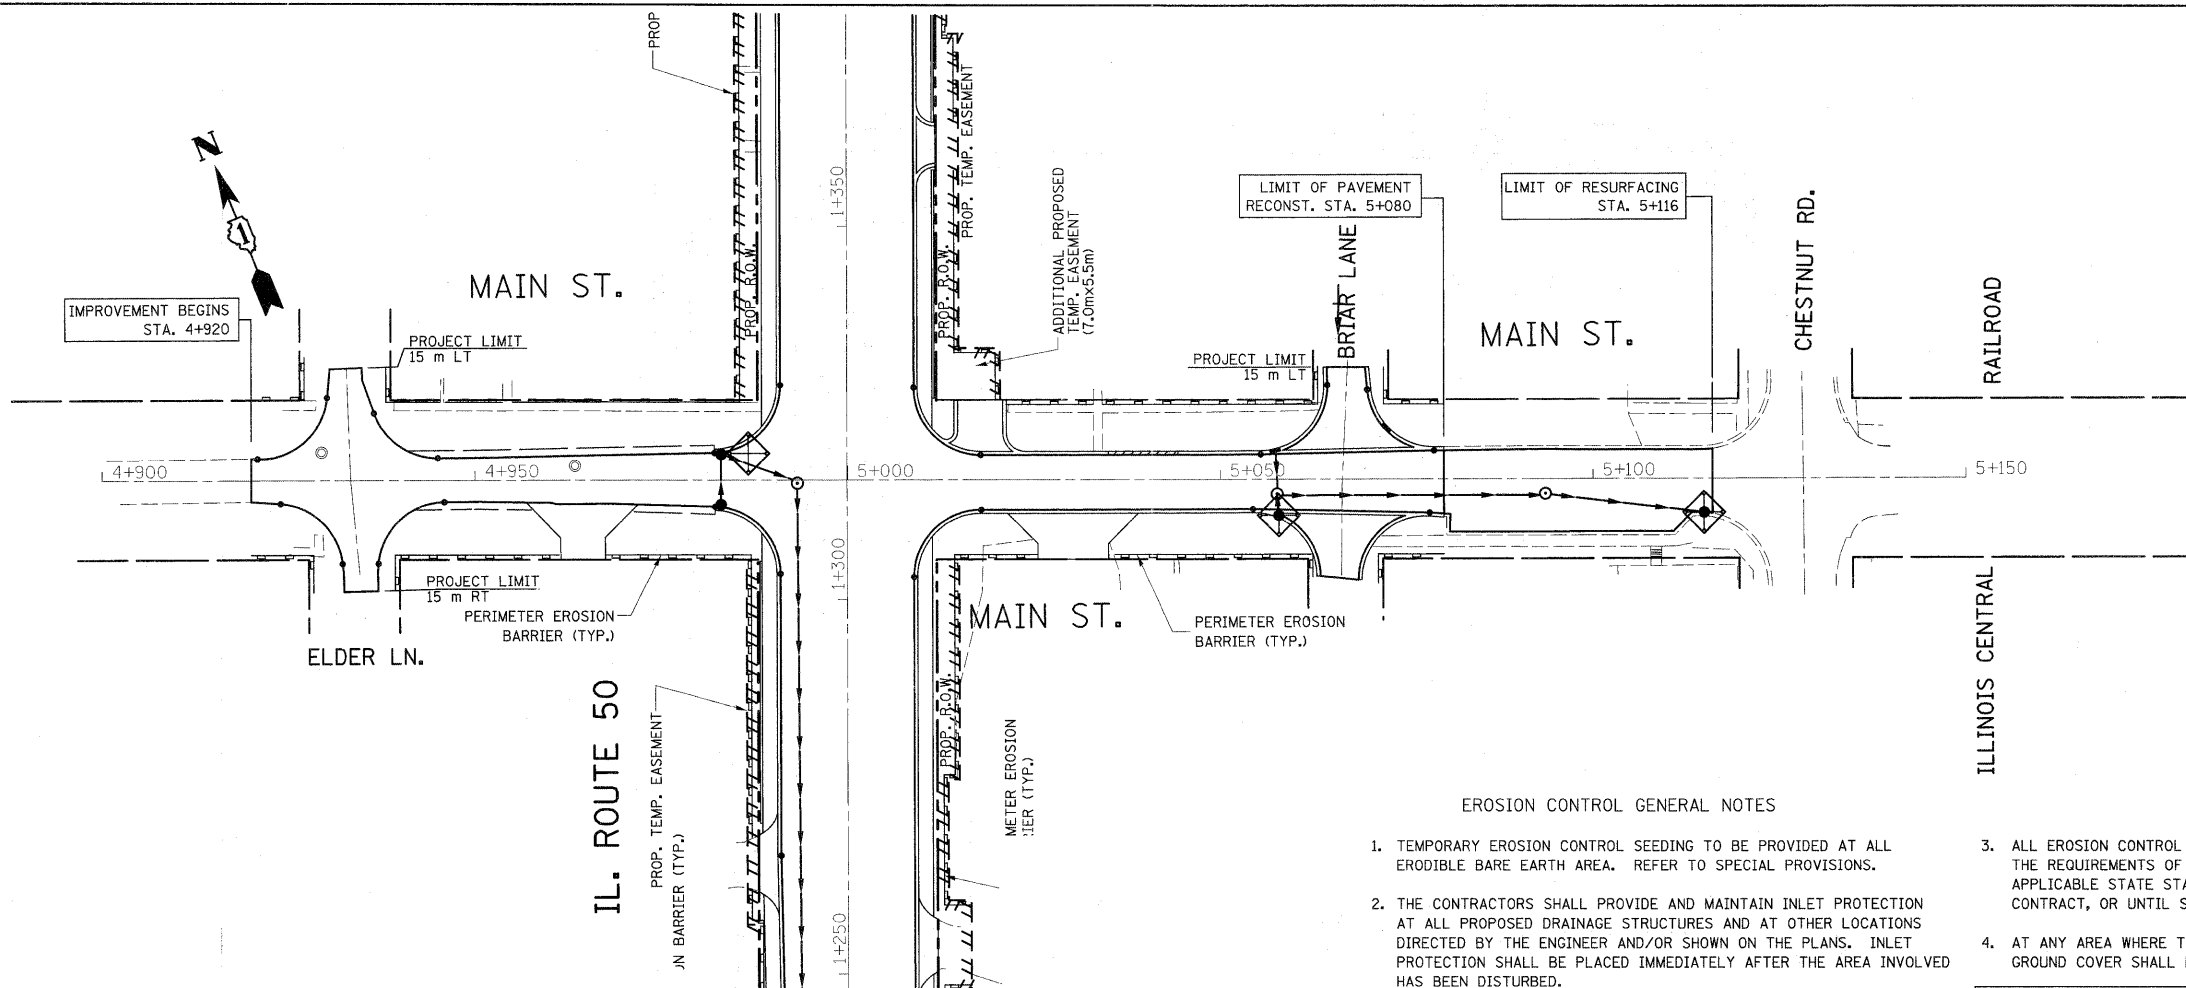 PROP
N
1
MAIN ST.
IMPROVEMENT BEGINS
STA. 4+920
PROJECT LIMIT
15 m LT
PROP. R.O.W.
1+350
PROP. TEMP. EASEMENT
PROP. R.O.W.
ADDITIONAL PROPOSED
TEMP. EASEMENT
(7.0mx5.5m)
LIMIT OF PAVEMENT
RECONST. STA. 5+080
LIMIT OF RESURFACING
STA. 5+116
BRIAR LANE
PROJECT LIMIT
15 m LT
MAIN ST.
CHESTNUT RD.
ILLINOIS CENTRAL RAILROAD
4+900
4+950
5+000
5+050
5+100
5+150
1+300
PROJECT LIMIT
15 m RT
PERIMETER EROSION
BARRIER (TYP.)
ELDER LN.
MAIN ST.
PERIMETER EROSION
BARRIER (TYP.)
IL. ROUTE 50
PROP. TEMP. EASEMENT
BARRIER (TYP.)
PROP. R.O.W.
METER EROSION
IER (TYP.)
1+250
EROSION CONTROL GENERAL NOTES
1. TEMPORARY EROSION CONTROL SEEDING TO BE PROVIDED AT ALL
ERODIBLE BARE EARTH AREA. REFER TO SPECIAL PROVISIONS.
2. THE CONTRACTORS SHALL PROVIDE AND MAINTAIN INLET PROTECTION
AT ALL PROPOSED DRAINAGE STRUCTURES AND AT OTHER LOCATIONS
DIRECTED BY THE ENGINEER AND/OR SHOWN ON THE PLANS. INLET
PROTECTION SHALL BE PLACED IMMEDIATELY AFTER THE AREA INVOLVED
HAS BEEN DISTURBED.
3. ALL EROSION CONTROL
THE REQUIREMENTS OF
APPLICABLE STATE STA
CONTRACT, OR UNTIL S
4. AT ANY AREA WHERE T
GROUND COVER SHALL